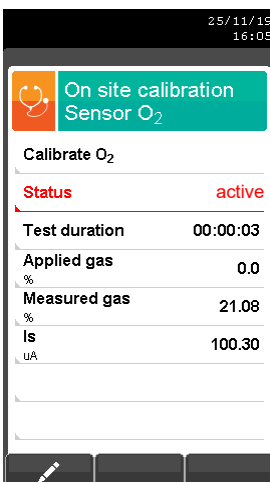 25/11/19
16:05
On site calibration
Sensor O2
Calibrate O2
Status active
Test duration 00:00:03
Applied gas
% 0.0
Measured gas
% 21.08
Is
uA 100.30